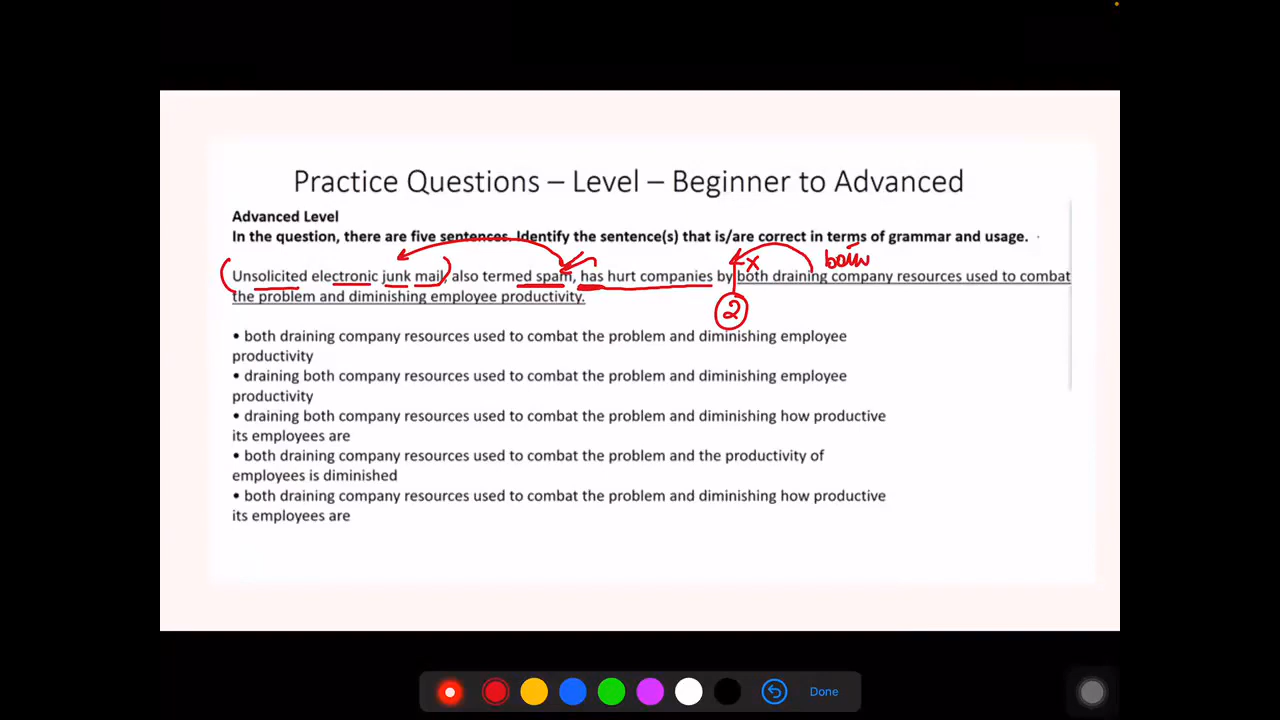 Practice Questions – Level – Beginner to Advanced
Advanced Level
In the question, there are five sentences. Identify the sentence(s) that is/are correct in terms of grammar and usage.
both
Unsolicited electronic junk mail, also termed spam, has hurt companies by both draining company resources used to combat
the problem and diminishing employee productivity.
2
• both draining company resources used to combat the problem and diminishing employee
productivity
• draining both company resources used to combat the problem and diminishing employee
productivity
• draining both company resources used to combat the problem and diminishing how productive
its employees are
• both draining company resources used to combat the problem and the productivity of
employees is diminished
• both draining company resources used to combat the problem and diminishing how productive
its employees are
Done